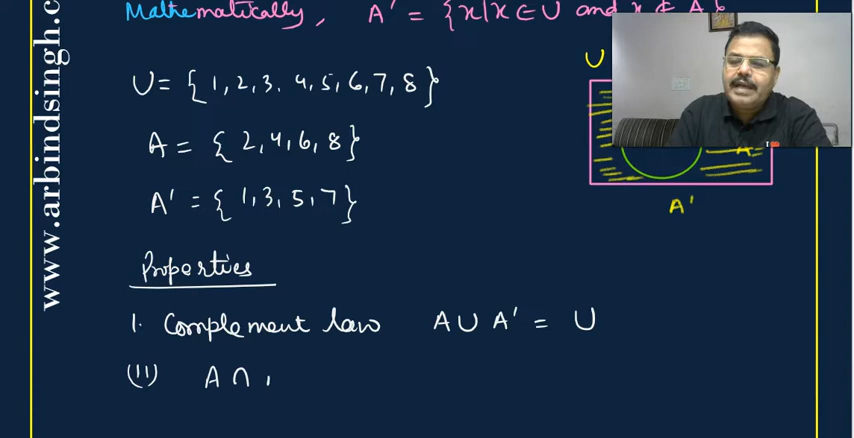 Mathematically, A' = {x|x ∈ U and x ∉ A}
U = { 1, 2, 3. 4, 5, 6, 7, 8 }
A = { 2, 4, 6, 8 }
A' = { 1, 3, 5, 7 }
Properties
1. Complement law A ∪ A' = U
(11) A ∩
U
A'
www.arbindsingh.c